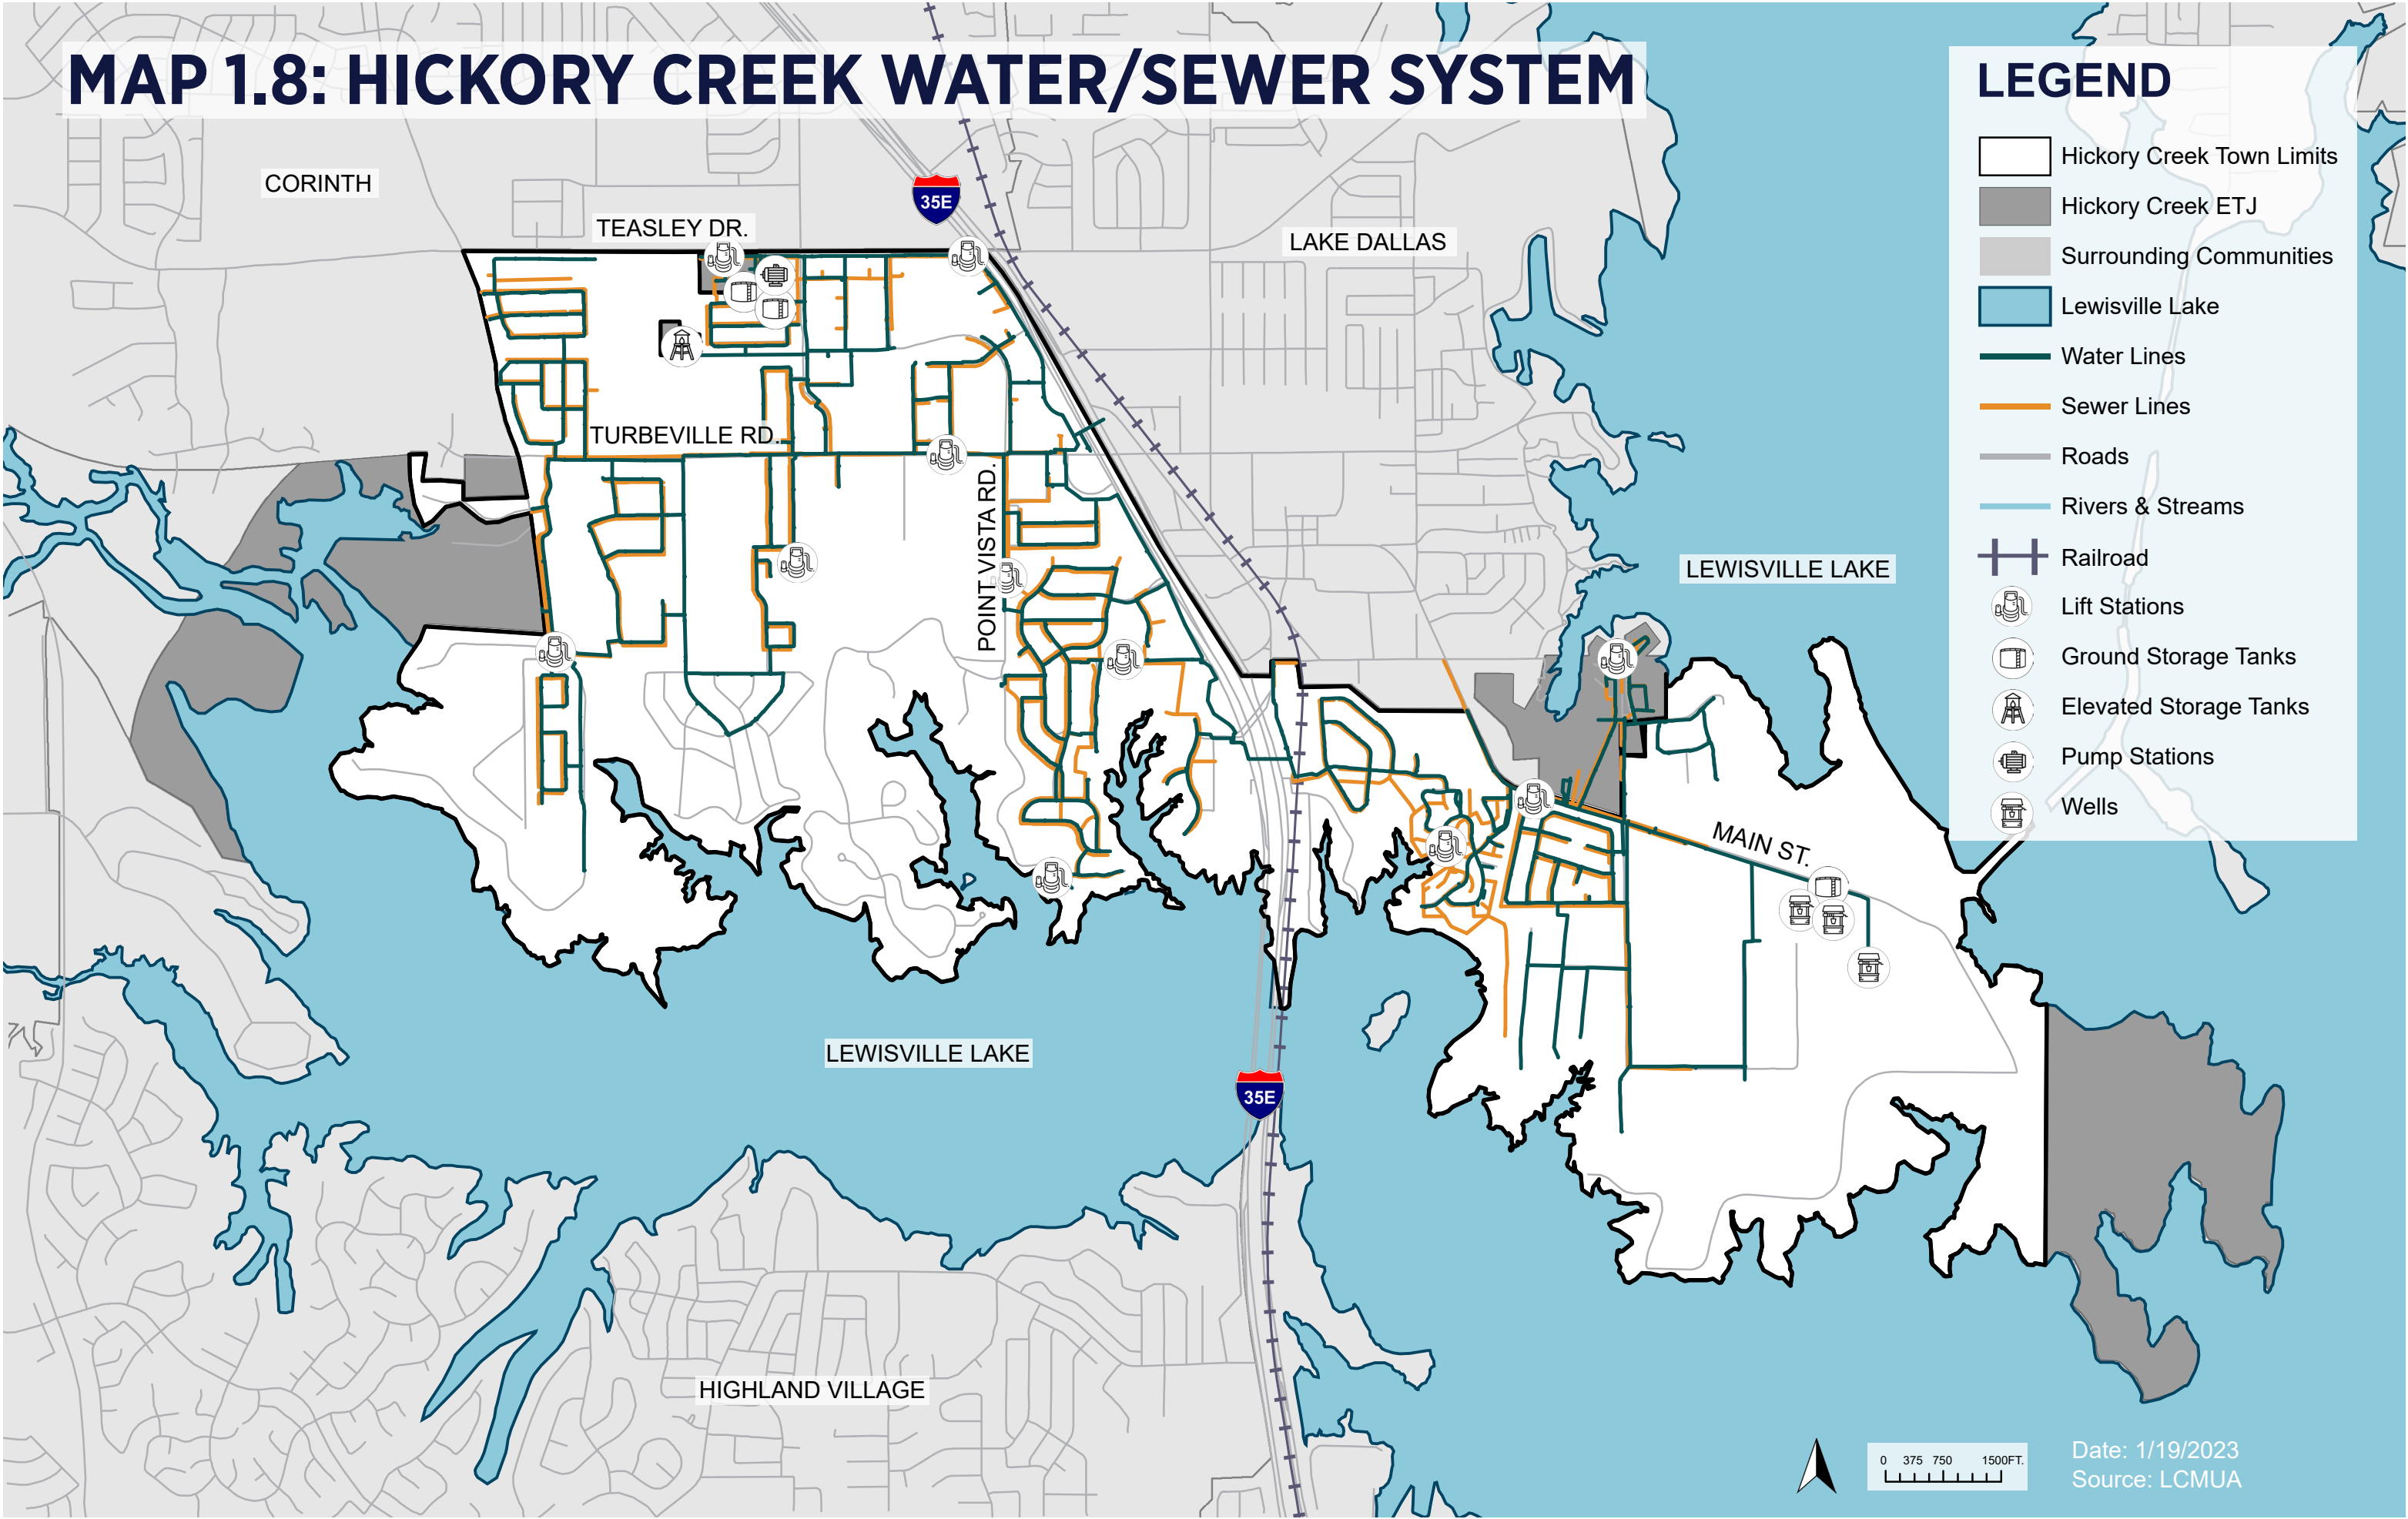 MAP 1.8: HICKORY CREEK WATER/SEWER SYSTEM
LEGEND
Hickory Creek Town Limits
Hickory Creek ETJ
Surrounding Communities
Lewisville Lake
Water Lines
Sewer Lines
Roads
Rivers & Streams
Railroad
Lift Stations
Ground Storage Tanks
Elevated Storage Tanks
Pump Stations
Wells
CORINTH
35E
TEASLEY DR.
LAKE DALLAS
TURBEVILLE RD.
POINT VISTA RD.
LEWISVILLE LAKE
MAIN ST.
LEWISVILLE LAKE
35E
HIGHLAND VILLAGE
0 375 750 1500FT.
Date: 1/19/2023
Source: LCMUA